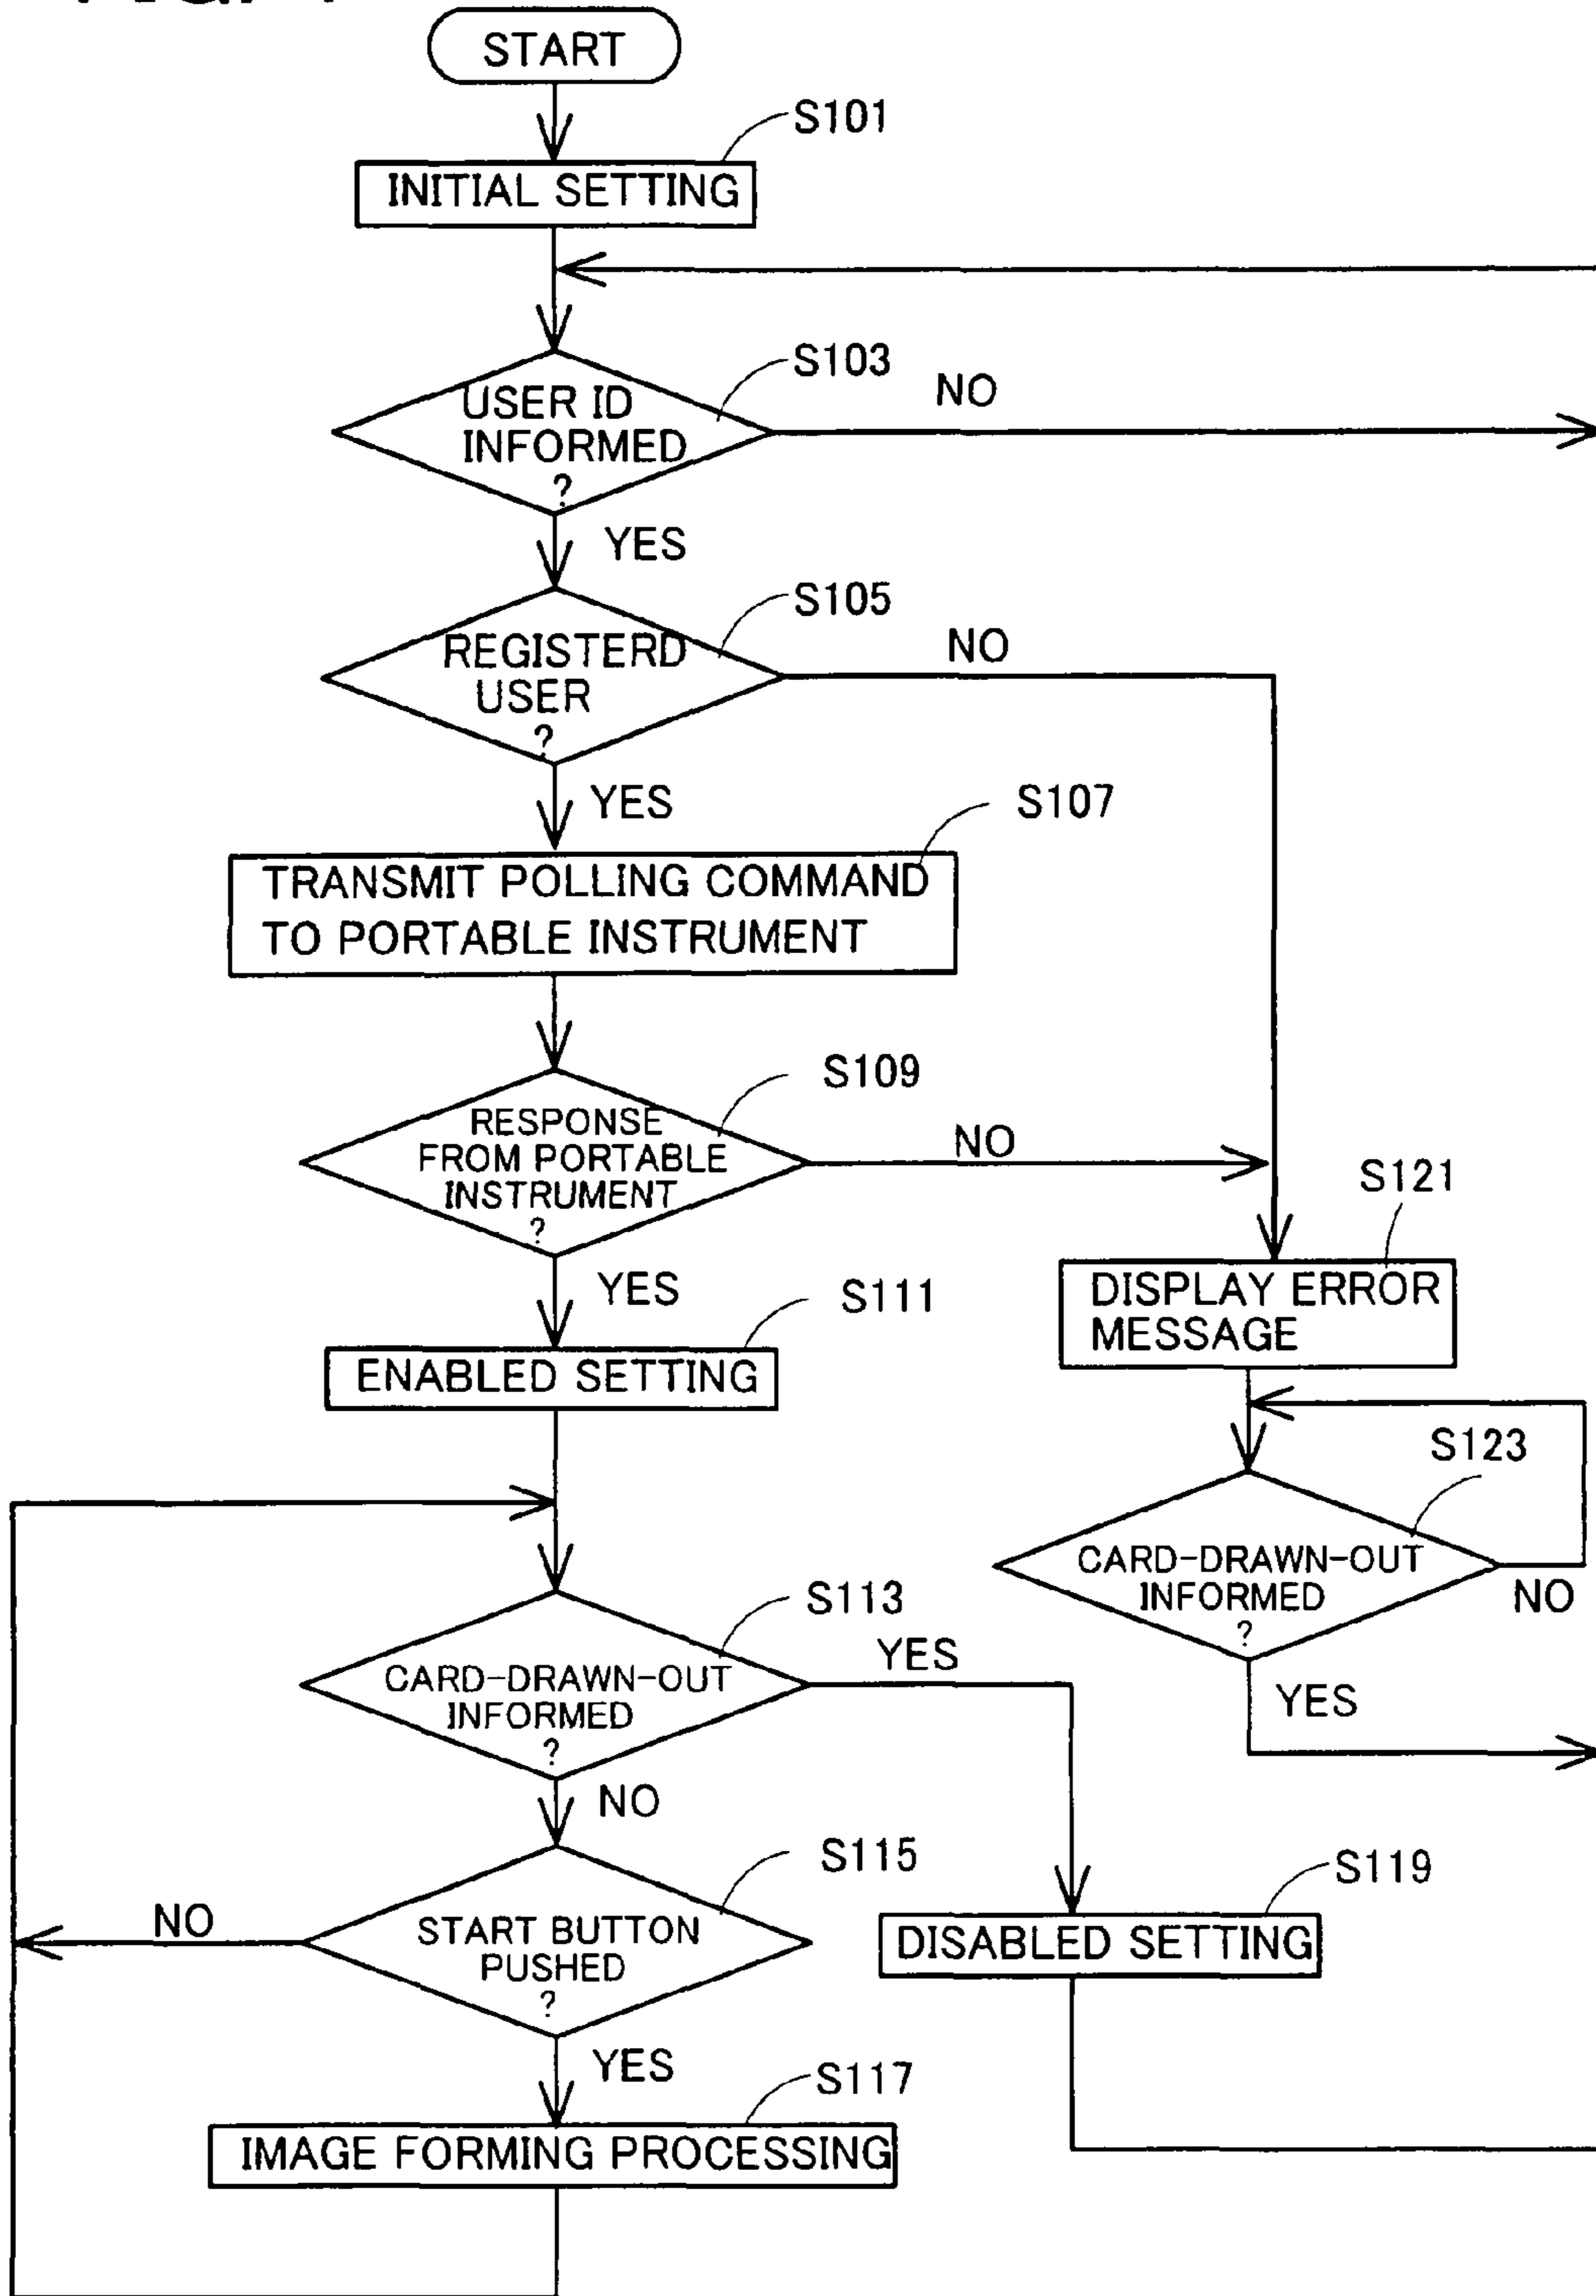 START
S101
INITIAL SETTING
S103
USER ID
INFORMED
?
NO
YES
S105
REGISTERD
USER
?
NO
YES
S107
TRANSMIT POLLING COMMAND
TO PORTABLE INSTRUMENT
S109
RESPONSE
FROM PORTABLE
INSTRUMENT
?
NO
YES
S111
ENABLED SETTING
S121
DISPLAY ERROR
MESSAGE
S123
CARD-DRAWN-OUT
INFORMED
?
NO
YES
S113
CARD-DRAWN-OUT
INFORMED
?
YES
NO
S115
START BUTTON
PUSHED
?
NO
YES
S119
DISABLED SETTING
S117
IMAGE FORMING PROCESSING